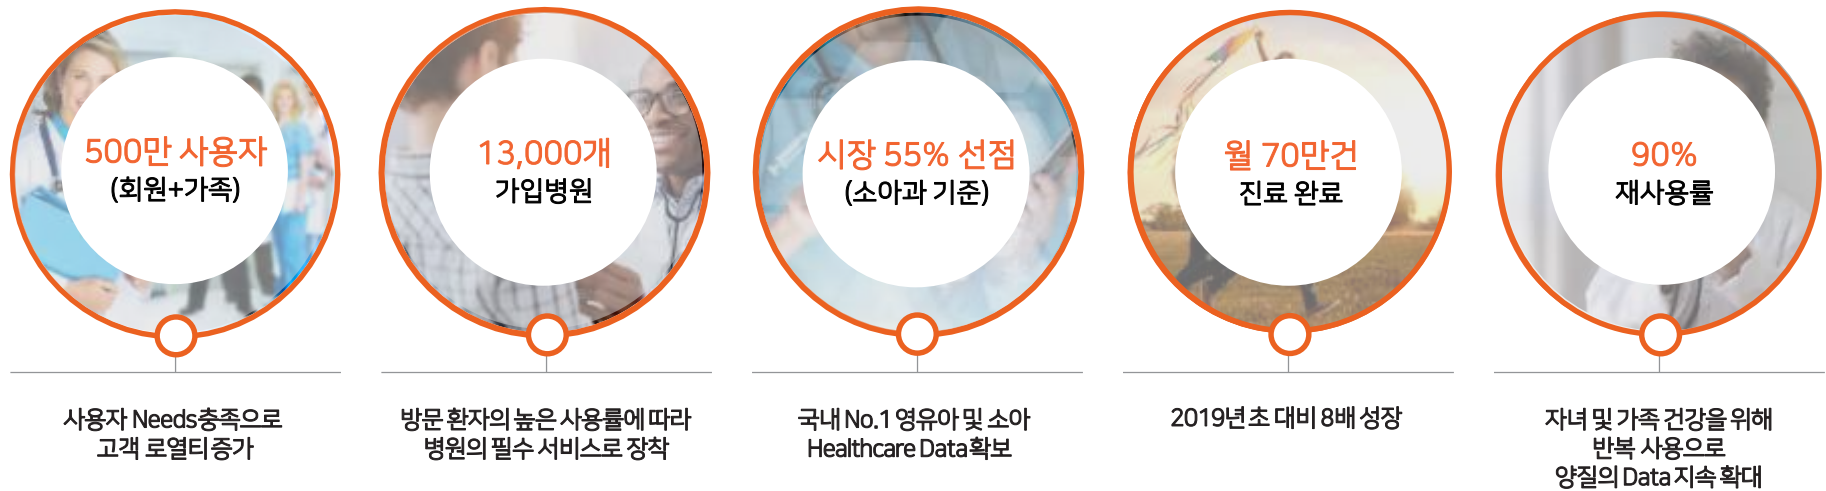 500만 사용자
(회원+가족)
사용자 Needs충족으로
고객 로열티 증가
13,000개
가입병원
방문 환자의 높은 사용률에 따라
병원의 필수 서비스로 장착
시장 55% 선점
(소아과 기준)
국내 No.1 영유아 및 소아
Healthcare Data확보
월 70만건
진료 완료
2019년 초 대비 8배 성장
90%
재사용률
자녀 및 가족 건강을 위해
반복 사용으로
양질의 Data 지속 확대